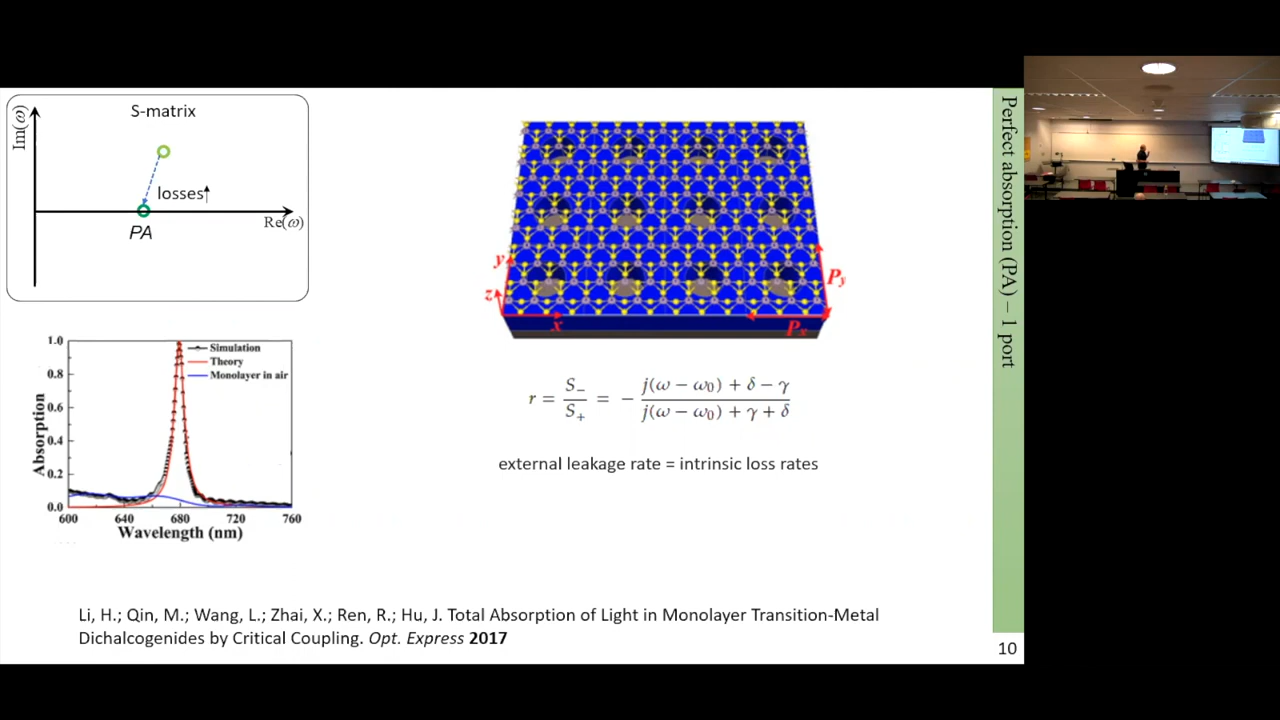 S-matrix
Im(ω)
losses↑
Re(ω)
PA
1.0
0.8
0.6
0.4
0.2
0.0
Absorption
Simulation
Theory
Monolayer in air
600 640 680 720 760
Wavelength (nm)
y
z
x
Py
Px
r = S₋/S₊ = − (j(ω − ω₀) + δ − γ)/(j(ω − ω₀) + γ + δ)
external leakage rate = intrinsic loss rates
Li, H.; Qin, M.; Wang, L.; Zhai, X.; Ren, R.; Hu, J. Total Absorption of Light in Monolayer Transition-Metal
Dichalcogenides by Critical Coupling. Opt. Express 2017
Perfect absorption (PA) – 1 port
10